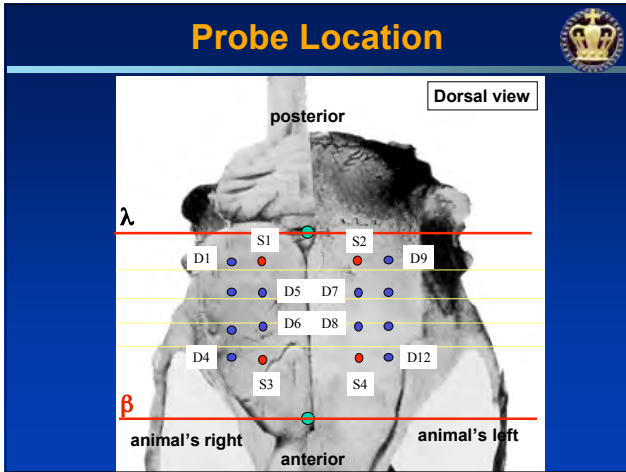 Probe Location
Dorsal view
posterior
λ
S1 S2
D1 D9
D5 D7
D6 D8
D4 D12
S3 S4
β
animal's right animal's left
anterior